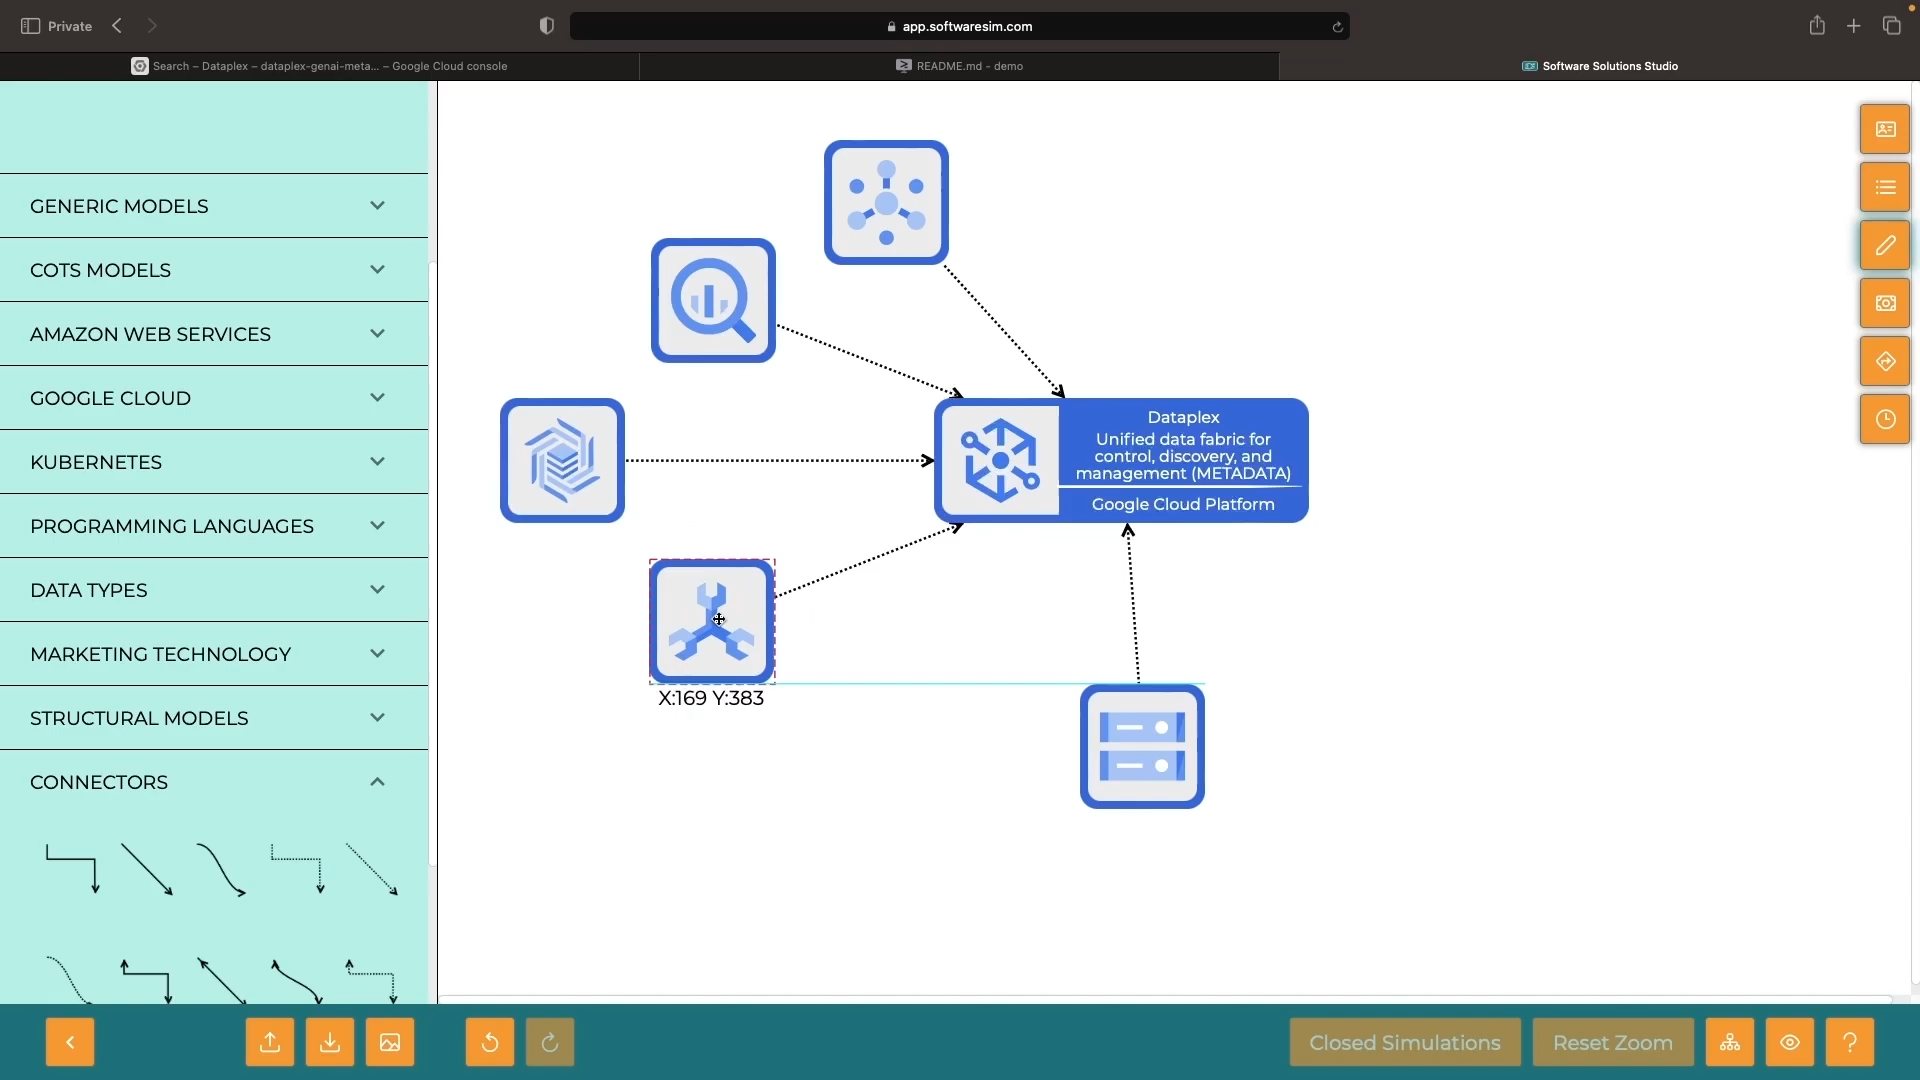 Private
app.softwaresim.com
Search – Dataplex – dataplex-genai-meta... – Google Cloud console
README.md - demo
Software Solutions Studio
GENERIC MODELS
COTS MODELS
AMAZON WEB SERVICES
GOOGLE CLOUD
KUBERNETES
PROGRAMMING LANGUAGES
DATA TYPES
MARKETING TECHNOLOGY
STRUCTURAL MODELS
CONNECTORS
Dataplex
Unified data fabric for
control, discovery, and
management (METADATA)
Google Cloud Platform
X:169 Y:383
Closed Simulations
Reset Zoom